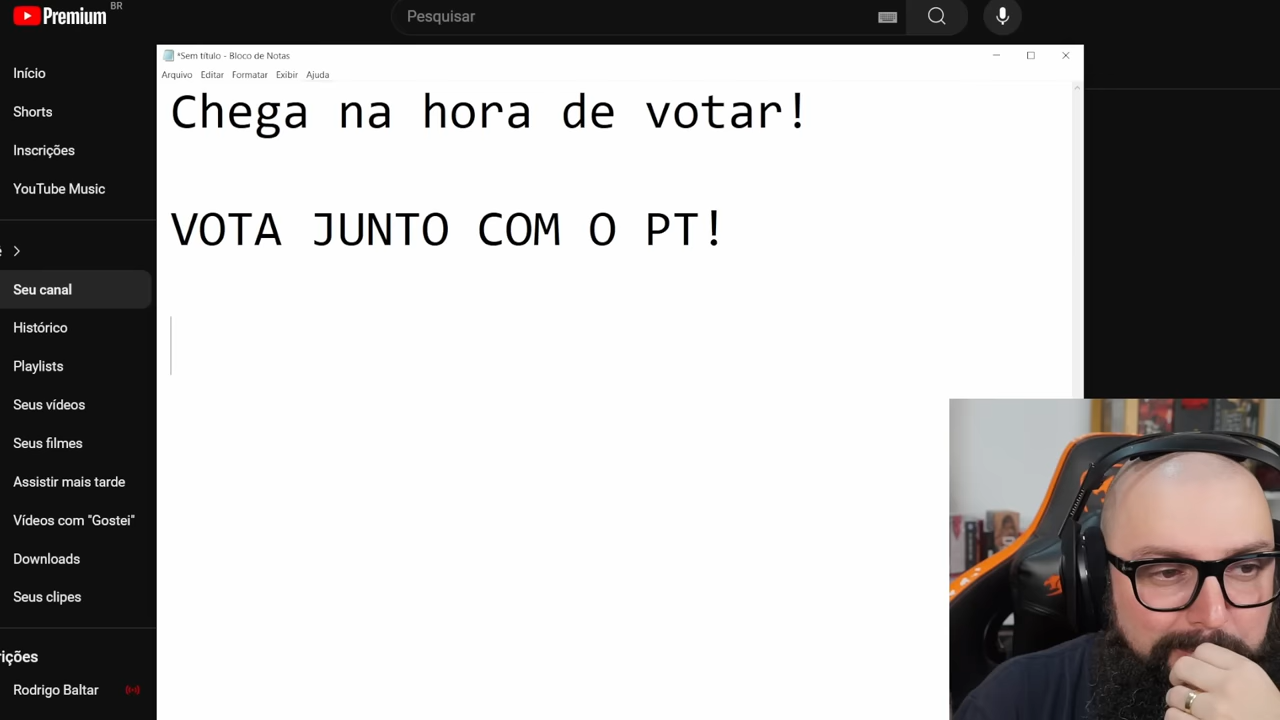 Premium BR
Pesquisar
*Sem título - Bloco de Notas
Arquivo Editar Formatar Exibir Ajuda
Chega na hora de votar!
VOTA JUNTO COM O PT!
Início
Shorts
Inscrições
YouTube Music
Seu canal
Histórico
Playlists
Seus vídeos
Seus filmes
Assistir mais tarde
Vídeos com "Gostei"
Downloads
Seus clipes
rições
Rodrigo Baltar